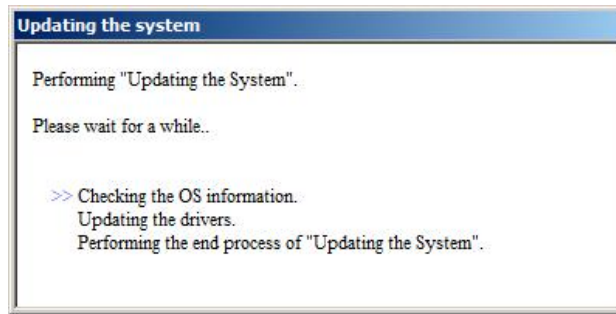 Updating the system
Performing "Updating the System".
Please wait for a while..
>> Checking the OS information.
Updating the drivers.
Performing the end process of "Updating the System".